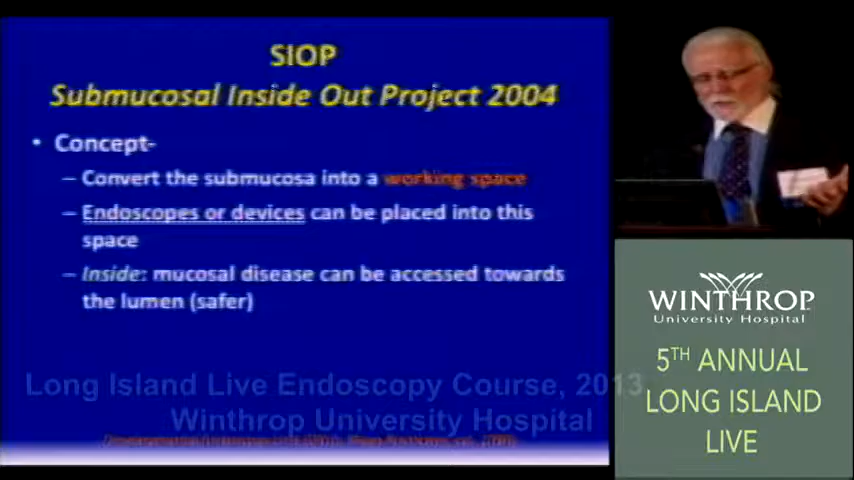 SIOP
Submucosal Inside Out Project 2004
• Concept-
– Convert the submucosa into a working space
– Endoscopes or devices can be placed into this
space
– Inside: mucosal disease can be accessed towards
the lumen (safer)
Long Island Live Endoscopy Course, 2013
Winthrop University Hospital
WINTHROP
University Hospital
5TH ANNUAL
LONG ISLAND
LIVE